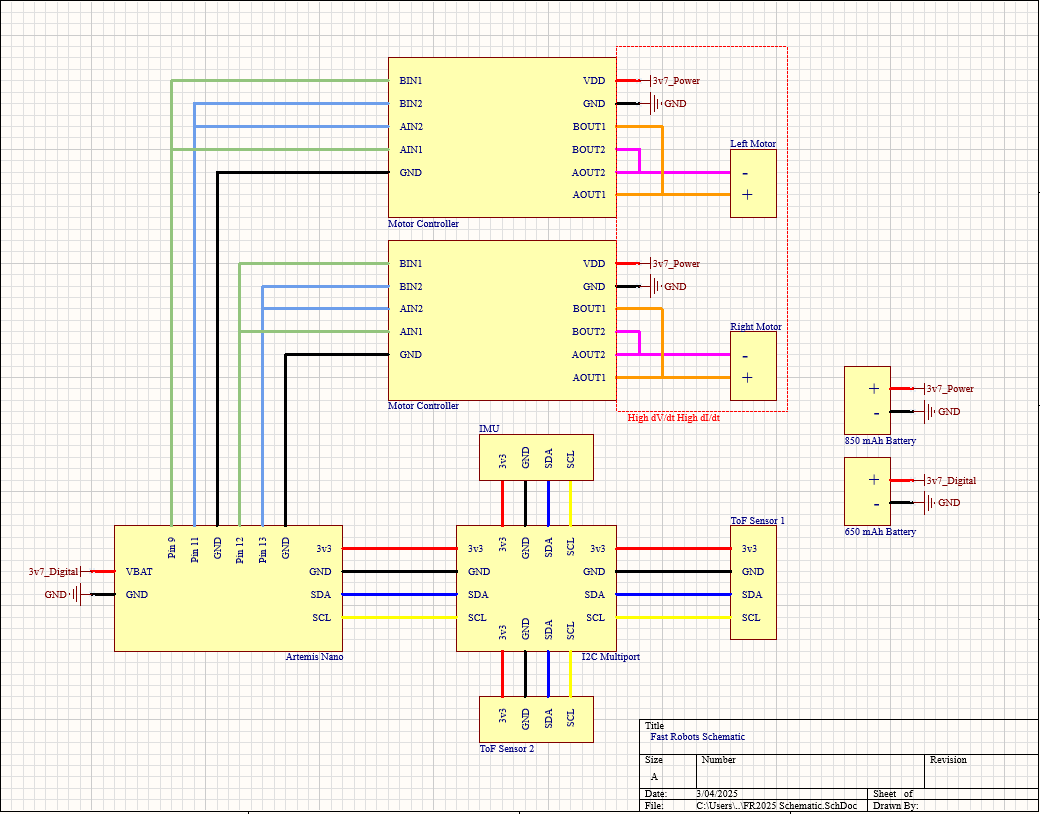 BIN1
VDD
3v7_Power
BIN2
GND
GND
AIN2
BOUT1
AIN1
BOUT2
Left Motor
GND
AOUT2
-
AOUT1
+
Motor Controller
BIN1
VDD
3v7_Power
BIN2
GND
GND
AIN2
BOUT1
AIN1
BOUT2
Right Motor
GND
AOUT2
-
AOUT1
+
Motor Controller
High dV/dt High dI/dt
+
3v7_Power
-
GND
850 mAh Battery
+
3v7_Digital
-
GND
650 mAh Battery
IMU
3v3
GND
SDA
SCL
Pin 9
Pin 11
GND
Pin 12
Pin 13
GND
3v7_Digital
VBAT
GND
GND
3v3
GND
SDA
SCL
Artemis Nano
3v3
GND
SDA
SCL
3v3
GND
SDA
SCL
3v3
GND
SDA
SCL
3v3
GND
SDA
SCL
I2C Multiport
ToF Sensor 1
3v3
GND
SDA
SCL
3v3
GND
SDA
SCL
ToF Sensor 2
Title
Fast Robots Schematic
Size
Number
Revision
A
Date:
3/04/2025
Sheet of
File:
C:\Users\..\FR2025 Schematic.SchDoc
Drawn By: